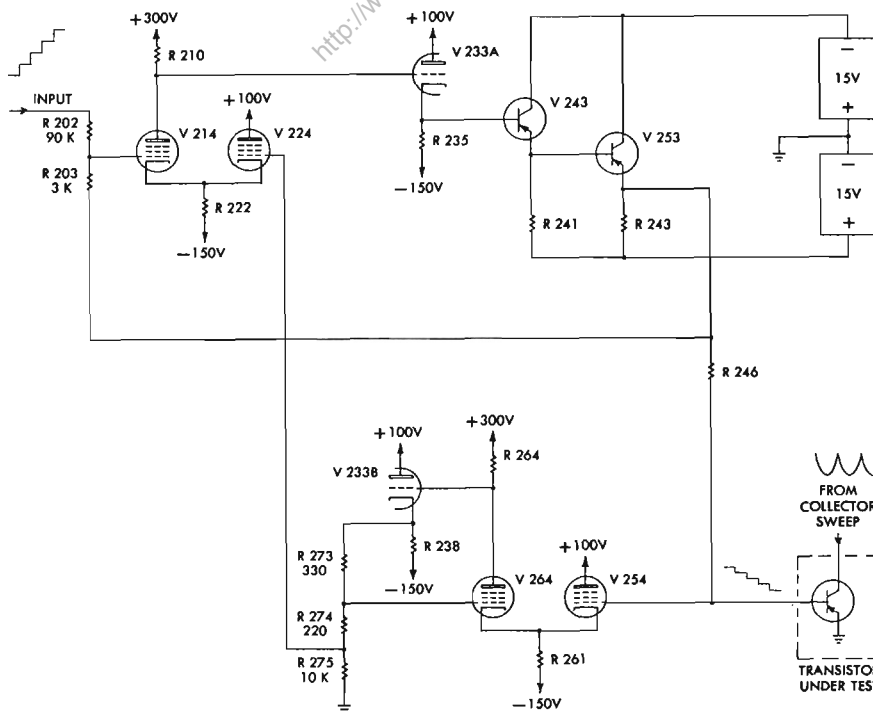 +300V
R 210
http://w
+100V
V 233A
INPUT
R 202
90 K
R 203
3 K
V 214
+100V
V 224
R 222
−150V
R 235
−150V
V 243
V 253
R 241
R 243
−
15V
+
−
15V
+
R 246
+100V
V 233B
+300V
R 264
R 238
−150V
R 273
330
R 274
220
R 275
10 K
V 264
+100V
V 254
R 261
−150V
FROM
COLLECTOR
SWEEP
TRANSISTOR
UNDER TEST